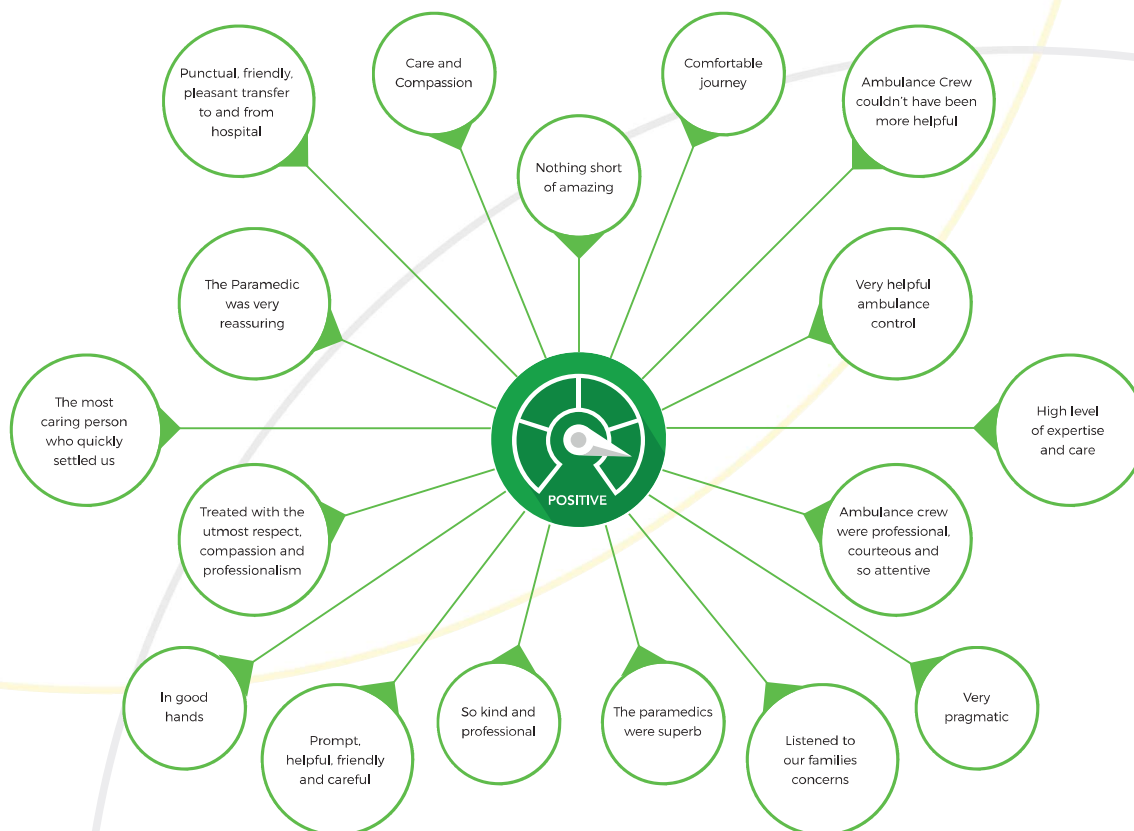 Punctual, friendly,
pleasant transfer
to and from
hospital
Care and
Compassion
Comfortable
journey
Ambulance Crew
couldn't have been
more helpful
Nothing short
of amazing
The Paramedic
was very
reassuring
Very helpful
ambulance
control
The most
caring person
who quickly
settled us
High level
of expertise
and care
POSITIVE
Treated with the
utmost respect,
compassion and
professionalism
Ambulance crew
were professional,
courteous and
so attentive
In good
hands
Prompt,
helpful, friendly
and careful
So kind and
professional
The paramedics
were superb
Listened to
our families
concerns
Very
pragmatic